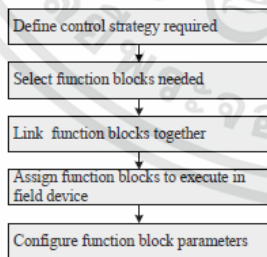 Define control strategy required
Select function blocks needed
Link function blocks together
Assign function blocks to execute in
field device
Configure function block parameters